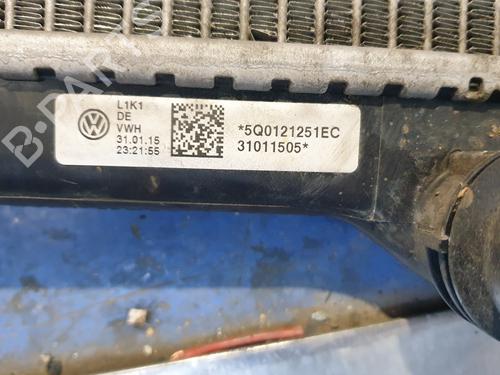 L1K1
DE
VWH
31.01.15
23:21:55
*5Q0121251EC
31011505*
B-PARTS